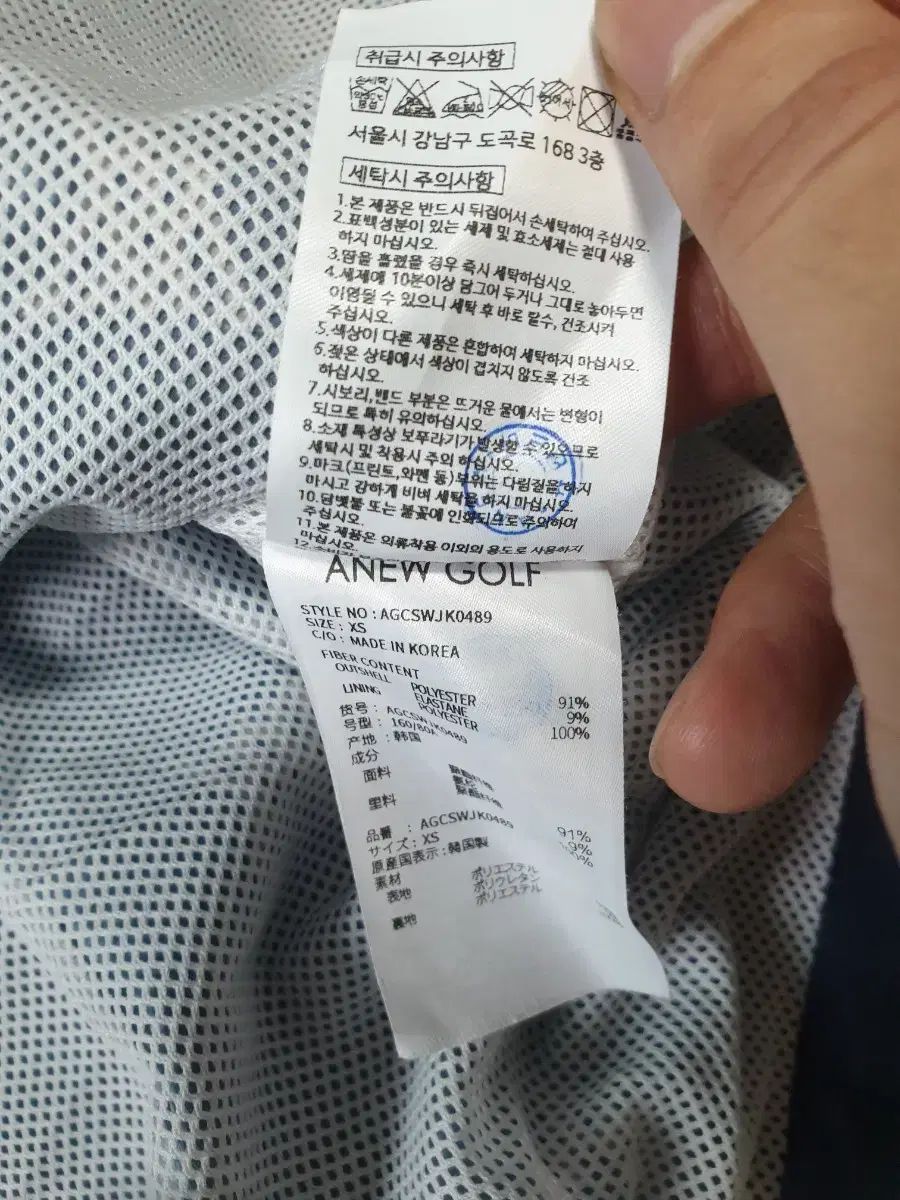 취급시 주의사항
손세탁
서울시 강남구 도곡로 168 3층
세탁시 주의사항
1.본 제품은 반드시 뒤집어서 손세탁하여 주십시오.
2.표백성분이 있는 세제 및 효소세제는 절대 사용
하지 마십시오.
3.땀을 흘렸을 경우 즉시 세탁하십시오.
4.세제에 10분이상 담그어 두거나 그대로 놓아두면
이염될 수 있으니 세탁 후 바로 탈수, 건조시켜
주십시오.
5.색상이 다른 제품은 혼합하여 세탁하지 마십시오.
6.젖은 상태에서 색상이 겹치지 않도록 건조
하십시오.
7.시보리,밴드 부분은 뜨거운 물에서는 변형이
되므로 특히 유의하십시오.
8.소재 특성상 보푸라기가 발생할 수 있으므로
세탁시 및 착용시 주의 하십시오.
9.마크(프린트,와펜 등)부위는 다림질을 하지
마시고 강하게 비벼 세탁을 하지 마십시오.
10.담뱃불 또는 불꽃에 인화되므로 주의하여
주십시오.
11.본 제품은 의류착용 이외의 용도로 사용하지
마십시오.
ANEW GOLF
STYLE NO : AGCSWJK0489
SIZE : XS
C/O : MADE IN KOREA
FIBER CONTENT
OUTSHELL POLYESTER 91%
ELASTANE 9%
LINING POLYESTER 100%
货号 : AGCSWJK0489
号型 : 160/80A
产地 : 韩国
成分
面料
里料
品番 : AGCSWJK0489
サイズ : XS
原産国表示 : 韓国製
素材
表地 ポリエステル 91%
ポリウレタン 9%
裏地 ポリエステル 100%